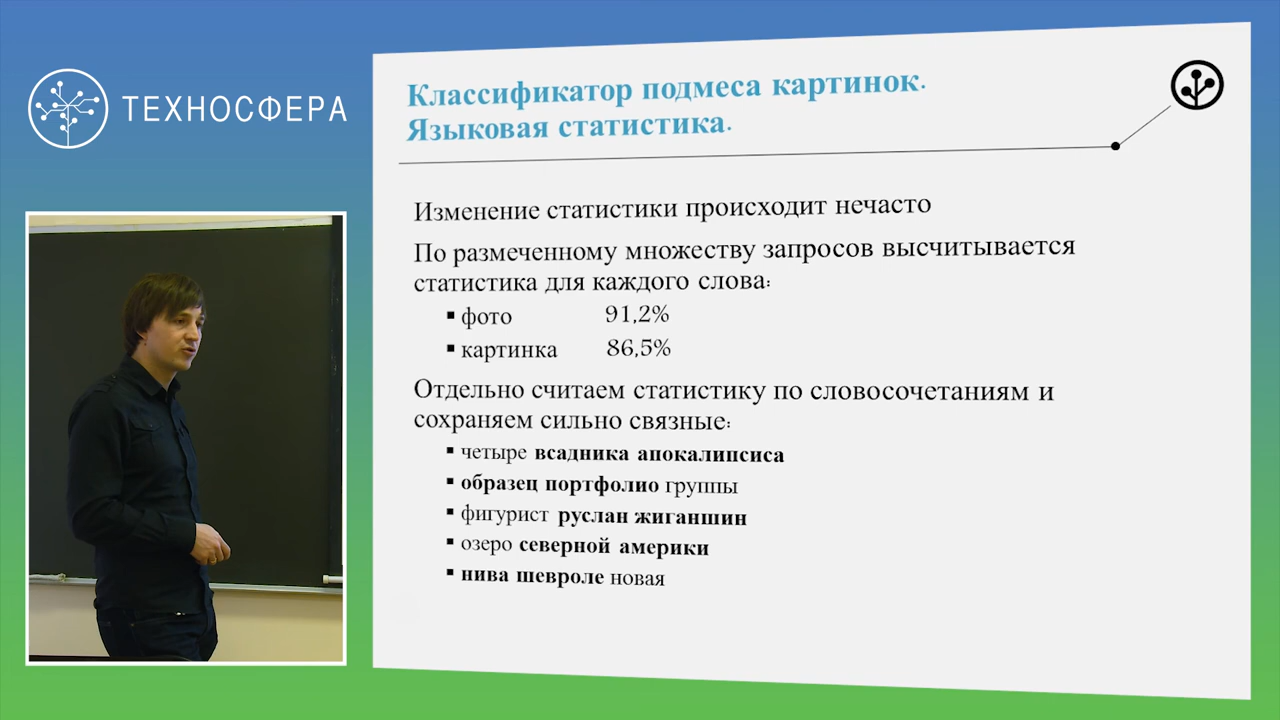 ТЕХНОСФЕРА
Классификатор подмеса картинок.
Языковая статистика.
Изменение статистики происходит нечасто
По размеченному множеству запросов высчитывается
статистика для каждого слова:
▪ фото 91,2%
▪ картинка 86,5%
Отдельно считаем статистику по словосочетаниям и
сохраняем сильно связные:
▪ четыре всадника апокалипсиса
▪ образец портфолио группы
▪ фигурист руслан жиганшин
▪ озеро северной америки
▪ нива шевроле новая